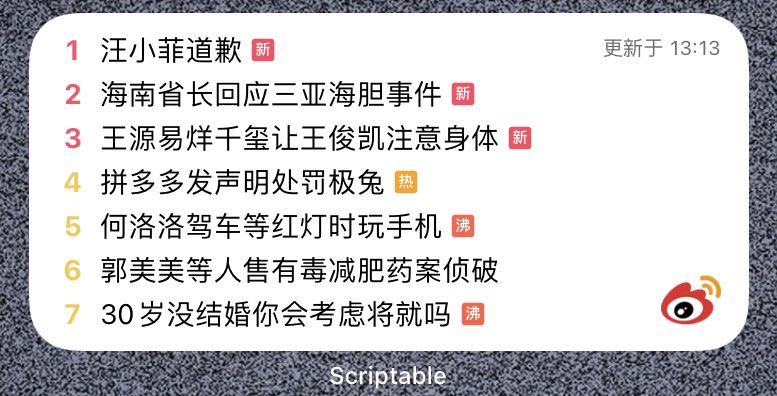 1 汪小菲道歉 新 更新于 13:13
2 海南省长回应三亚海胆事件 新
3 王源易烊千玺让王俊凯注意身体 新
4 拼多多发声明处罚极兔 热
5 何洛洛驾车等红灯时玩手机 沸
6 郭美美等人售有毒减肥药案侦破
7 30岁没结婚你会考虑将就吗 沸
Scriptable